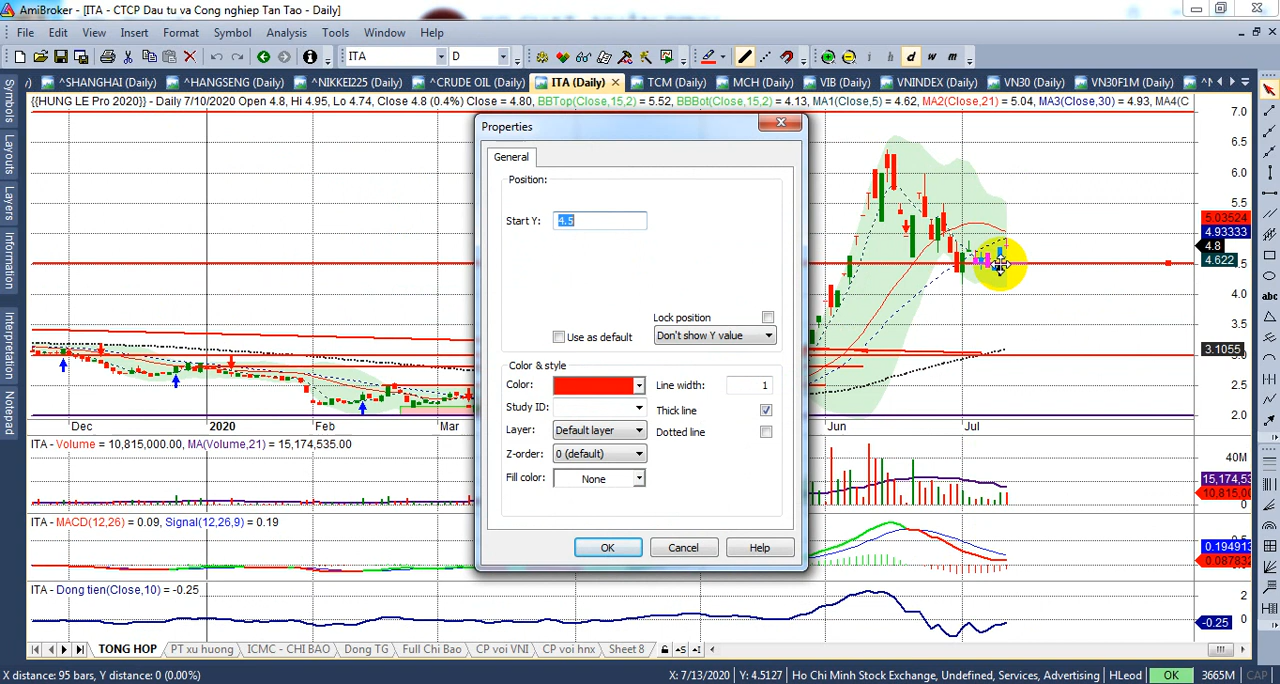 AmiBroker - [ITA - CTCP Dau tu va Cong nghiep Tan Tao - Daily]
File Edit View Insert Format Symbol Analysis Tools Window Help
ITA D i h d w m
^SHANGHAI (Daily) ^HANGSENG (Daily) ^NIKKEI225 (Daily) ^CRUDE OIL (Daily) ITA (Daily) TCM (Daily) MCH (Daily) VIB (Daily) VNINDEX (Daily) VN30 (Daily) VN30F1M (Daily)
{{HUNG LE Pro 2020}} - Daily 7/10/2020 Open 4.8, Hi 4.95, Lo 4.74, Close 4.8 (0.4%) Close = 4.80, BBTop(Close,15,2) = 5.52, BBBot(Close,15,2) = 4.13, MA1(Close,5) = 4.62, MA2(Close,21) = 5.04, MA3(Close,30) = 4.93, MA4(C
Symbols
Layouts
Layers
Information
Interpretation
Notepad
Properties
General
Position:
Start Y: 4.5
Lock position
Use as default Don't show Y value
Color & style
Color: Line width: 1
Study ID: Thick line
Layer: Default layer Dotted line
Z-order: 0 (default)
Fill color: None
OK Cancel Help
7.0
6.5
6.0
5.5
5.03524
4.93333
4.8
4.622
4.5
4.0
3.5
3.1055
2.5
2.0
Dec 2020 Feb Mar Jun Jul
ITA - Volume = 10,815,000.00, MA(Volume,21) = 15,174,535.00
40M
15,174,53
10,815,00
ITA - MACD(12,26) = 0.09, Signal(12,26,9) = 0.19
0.194913
0.087832
ITA - Dong tien(Close,10) = -0.25
2
0
-0.25
abc
TONG HOP PT xu huong ICMC - CHI BAO Dong TG Full Chi Bao CP voi VNI CP voi hnx Sheet 8
X distance: 95 bars, Y distance: 0 (0.00%) X: 7/13/2020 Y: 4.5127 Ho Chi Minh Stock Exchange, Undefined, Services, Advertising HLeod OK 3665M CAP